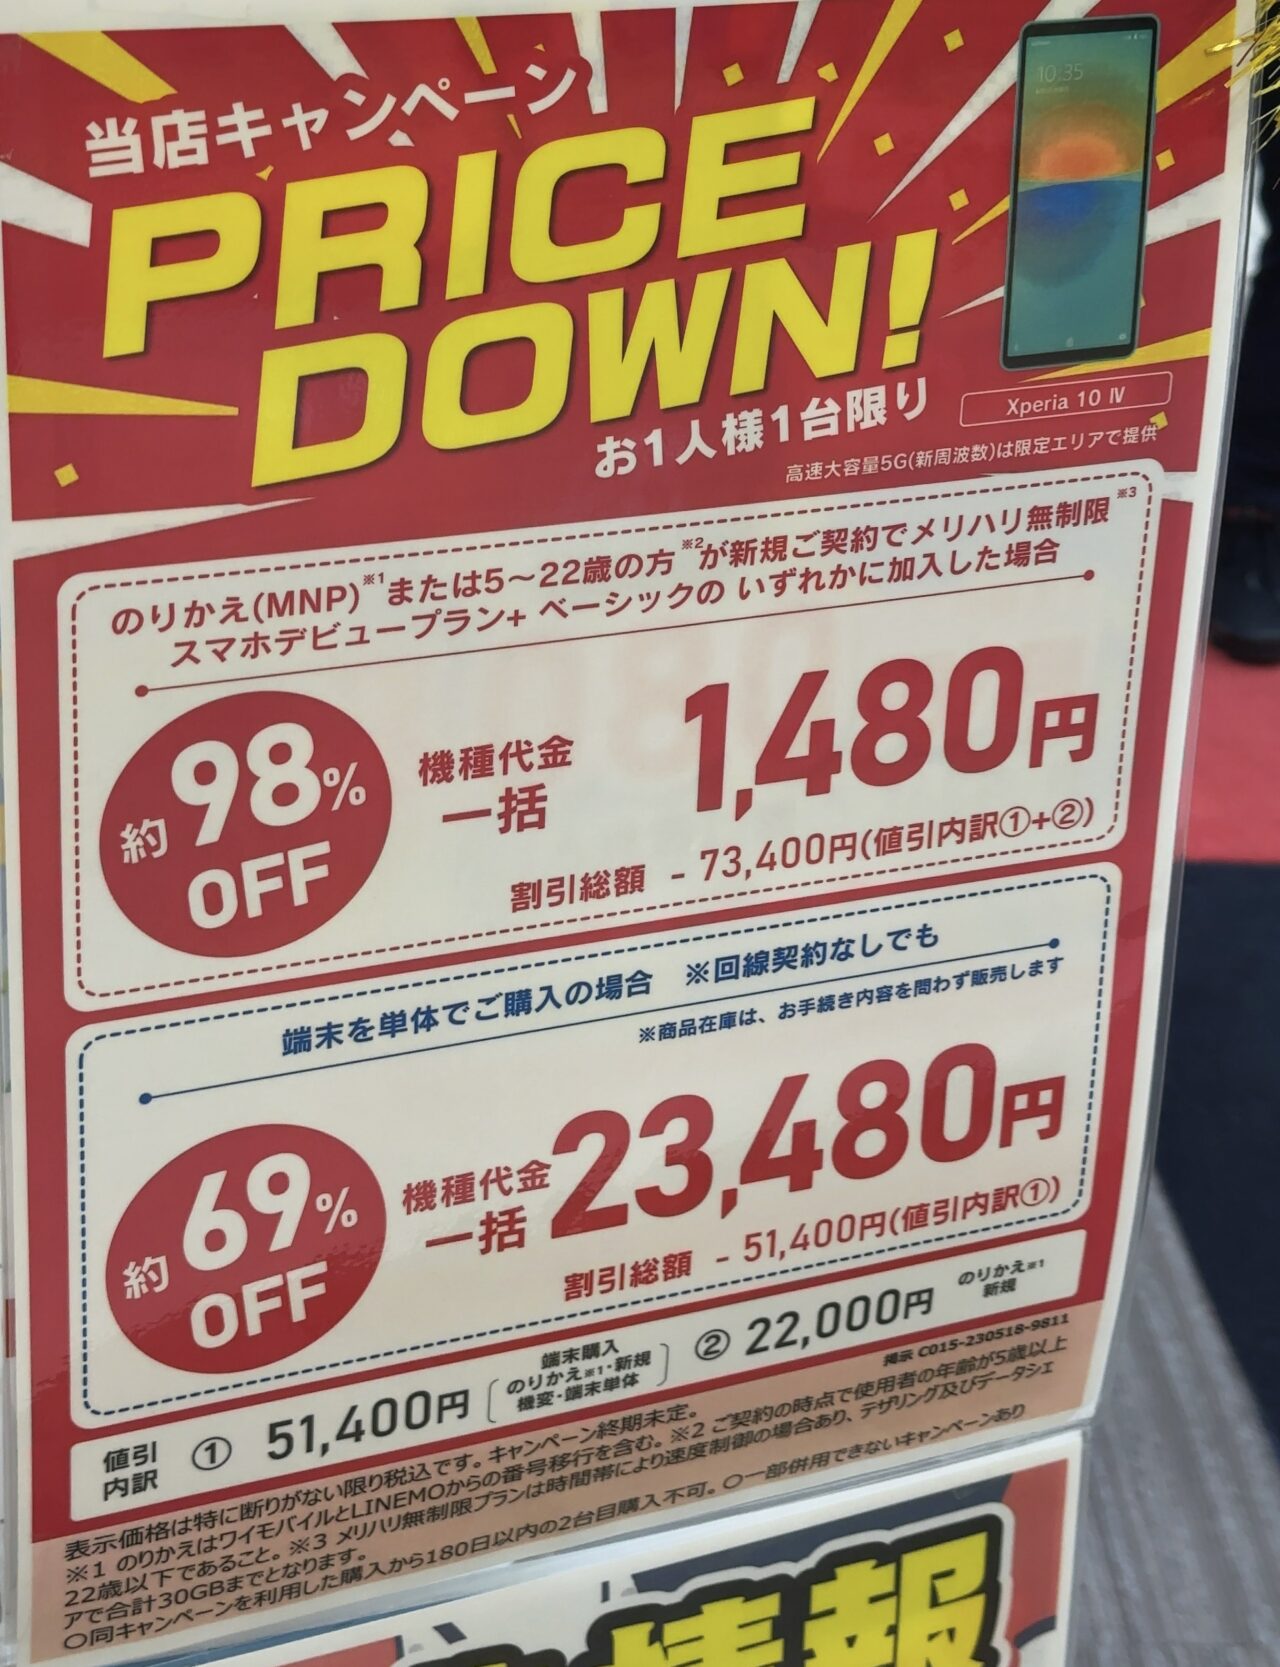 当店キャンペーン
PRICE
DOWN!
10:35
お1人様1台限り
Xperia 10 Ⅳ
高速大容量5G(新周波数)は限定エリアで提供
のりかえ(MNP)※1または5～22歳の方※2が新規ご契約でメリハリ無制限※3
スマホデビュープラン+ ベーシックの いずれかに加入した場合
約98%OFF
機種代金一括 1,480円
割引総額 - 73,400円(値引内訳①+②)
端末を単体でご購入の場合 ※回線契約なしでも
※商品在庫は、お手続き内容を問わず販売します
約69%OFF
機種代金一括 23,480円
割引総額 - 51,400円(値引内訳①)
値引内訳 ① 51,400円 (端末購入 のりかえ※1・新規 機変・端末単体) ② 22,000円 のりかえ※1 新規
掲示 C015-230518-9811
表示価格は特に断りがない限り税込です。キャンペーン終期未定。
※1 のりかえはワイモバイルとLINEMOからの番号移行を含む。※2 ご契約の時点で使用者の年齢が5歳以上
22歳以下であること。※3 メリハリ無制限プランは時間帯により速度制御の場合あり、テザリング及びデータシェ
アで合計30GBまでとなります。
○同キャンペーンを利用した購入から180日以内の2台目購入不可。○一部併用できないキャンペーンあり
情報